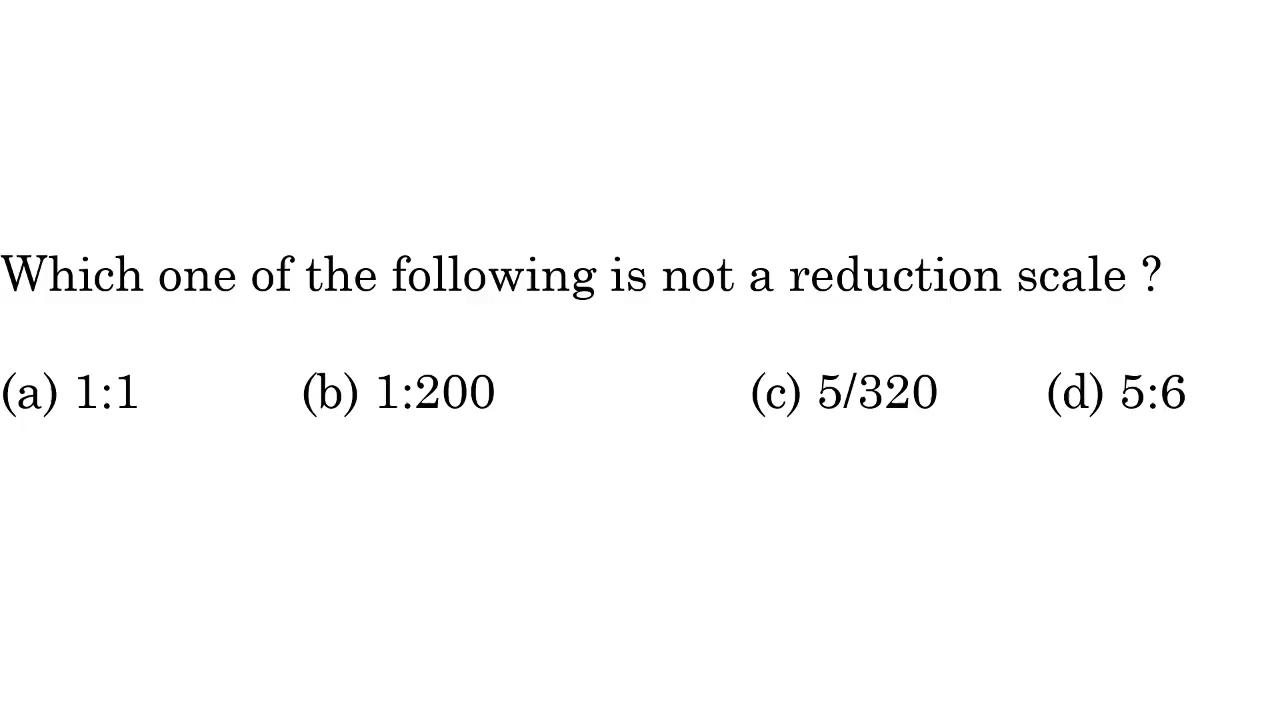 Which one of the following is not a reduction scale ?
(a) 1:1 (b) 1:200 (c) 5/320 (d) 5:6